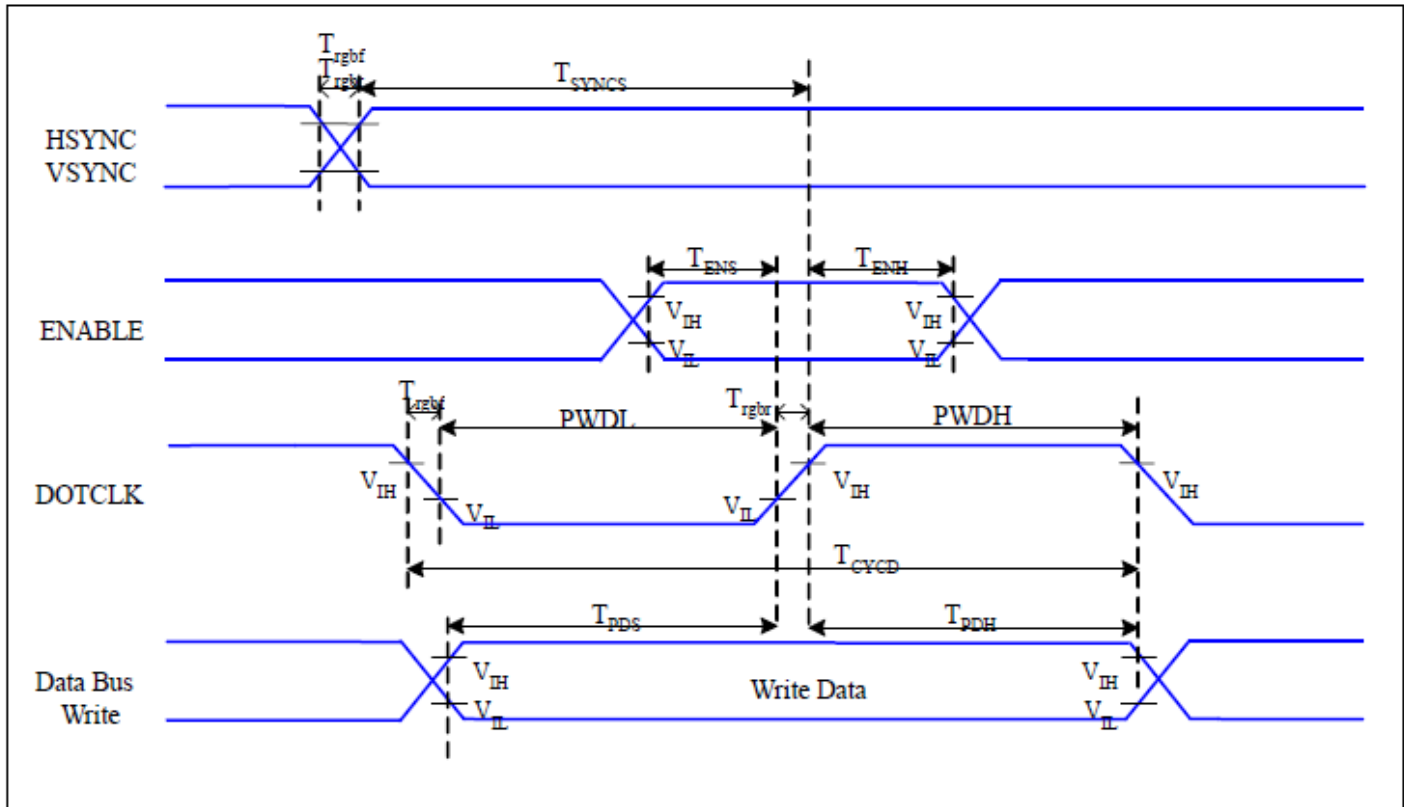 Trgbf
Trgbr
TSYNCS
HSYNC
VSYNC
TENS
TENH
ENABLE
VIH
VIH
VIL
VIL
Trgbf
Trgbr
PWDL
PWDH
DOTCLK
VIH
VIL
VIL
VIH
VIH
TCYCD
TPDS
TPDH
Data Bus
Write
VIH
Write Data
VIH
VIL
VIL